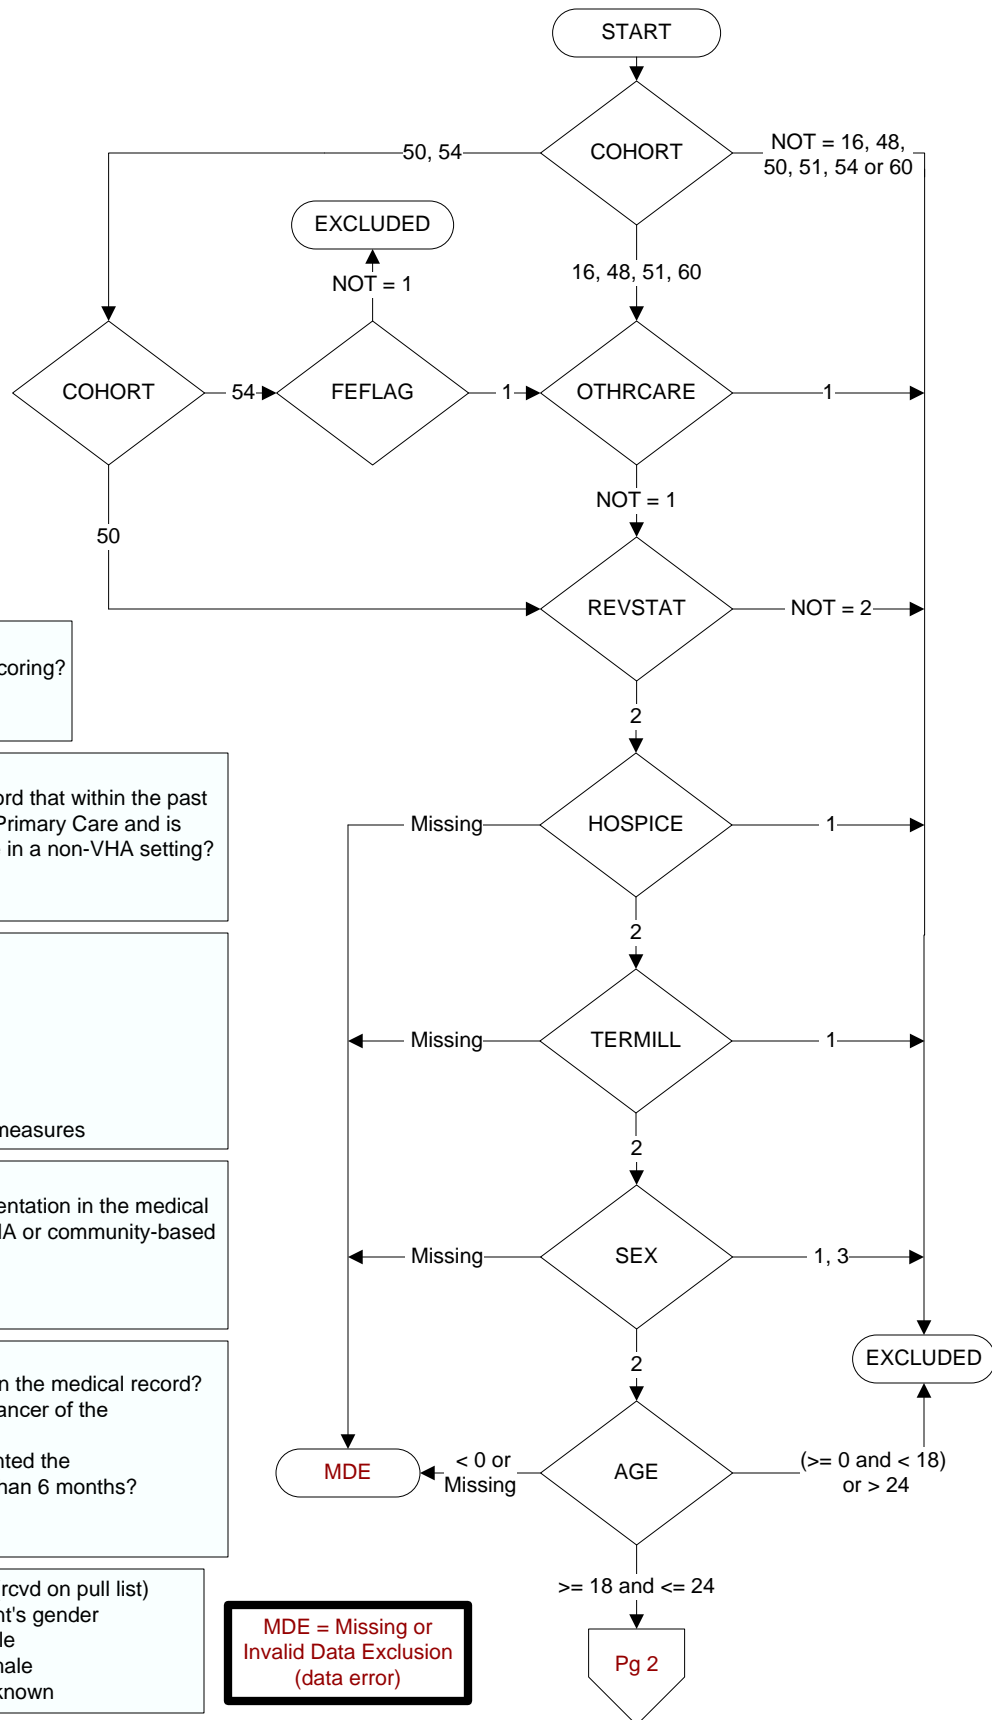 START
COHORT
50, 54
NOT = 16, 48,
50, 51, 54 or 60
16, 48, 51, 60
EXCLUDED
NOT = 1
COHORT
54
FEFLAG
1
OTHRCARE
1
NOT = 1
50
REVSTAT
NOT = 2
2
HOSPICE
Missing
1
2
TERMILL
Missing
1
2
SEX
Missing
1, 3
2
EXCLUDED
AGE
MDE
< 0 or
Missing
(>= 0 and < 18)
or > 24
>= 18 and <= 24
Pg 2
coring?
ord that within the past
Primary Care and is
in a non-VHA setting?
measures
entation in the medical
HA or community-based
n the medical record?
ancer of the
nted the
han 6 months?
rcvd on pull list)
nt's gender
le
nale
known
MDE = Missing or
Invalid Data Exclusion
(data error)